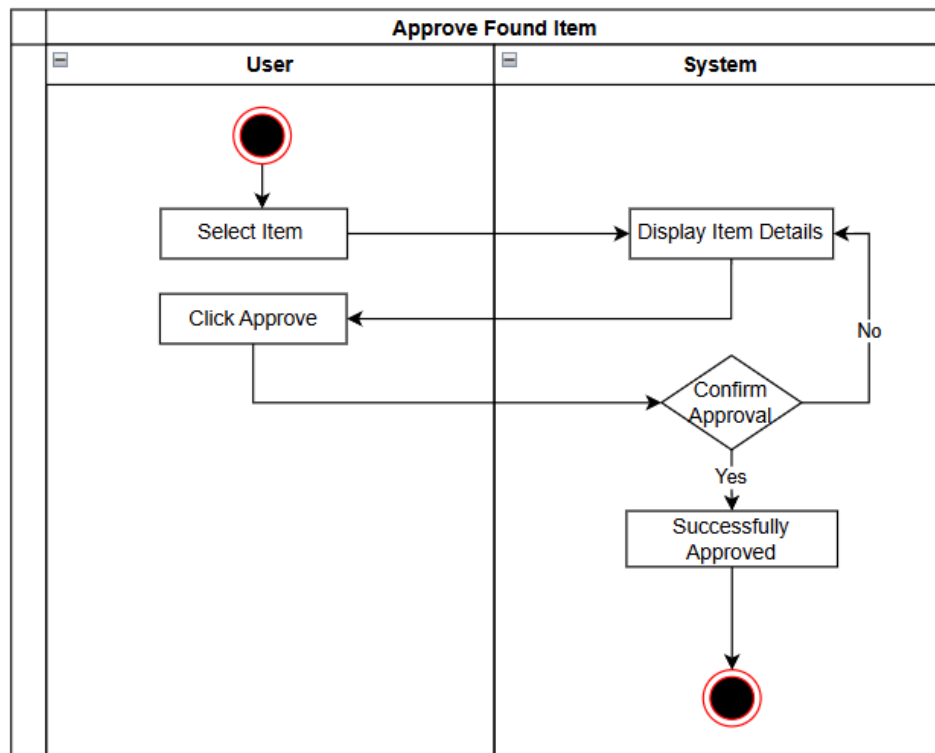 Approve Found Item
User
System
Select Item
Display Item Details
Click Approve
No
Confirm
Approval
Yes
Successfully
Approved